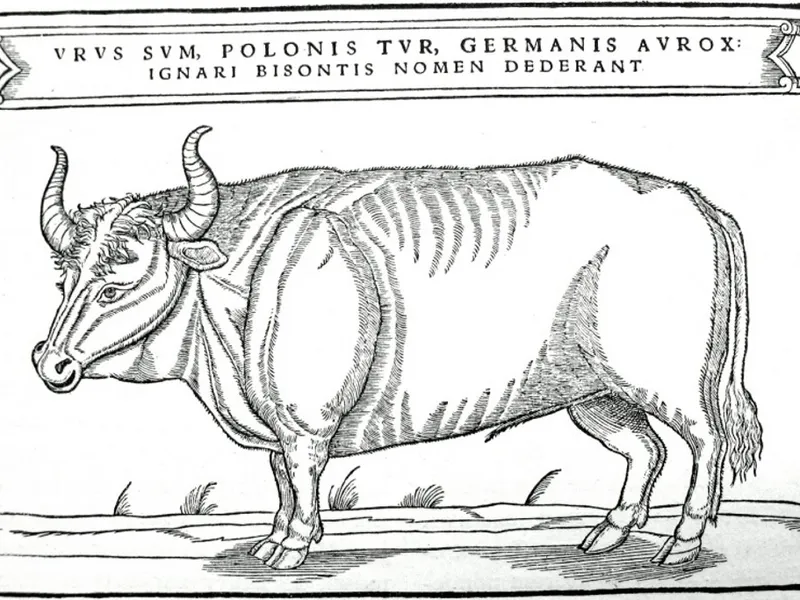 VRVS SVM, POLONIS TVR, GERMANIS AVROX:
IGNARI BISONTIS NOMEN DEDERANT